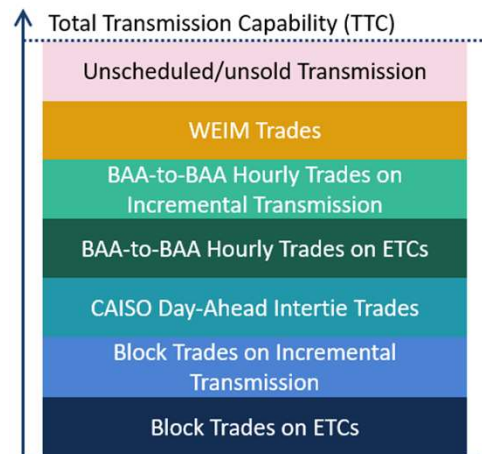 Total Transmission Capability (TTC)
Unscheduled/unsold Transmission
WEIM Trades
BAA-to-BAA Hourly Trades on
Incremental Transmission
BAA-to-BAA Hourly Trades on ETCs
CAISO Day-Ahead Intertie Trades
Block Trades on Incremental
Transmission
Block Trades on ETCs